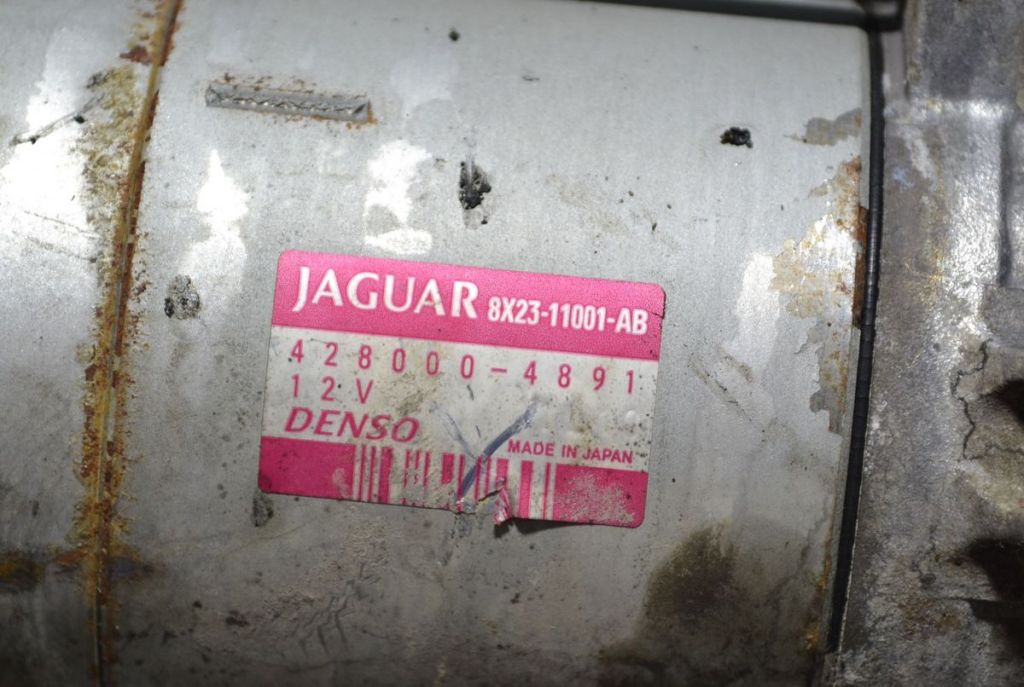 JAGUAR 8X23-11001-AB
428000-4891
12V
DENSO
MADE IN JAPAN